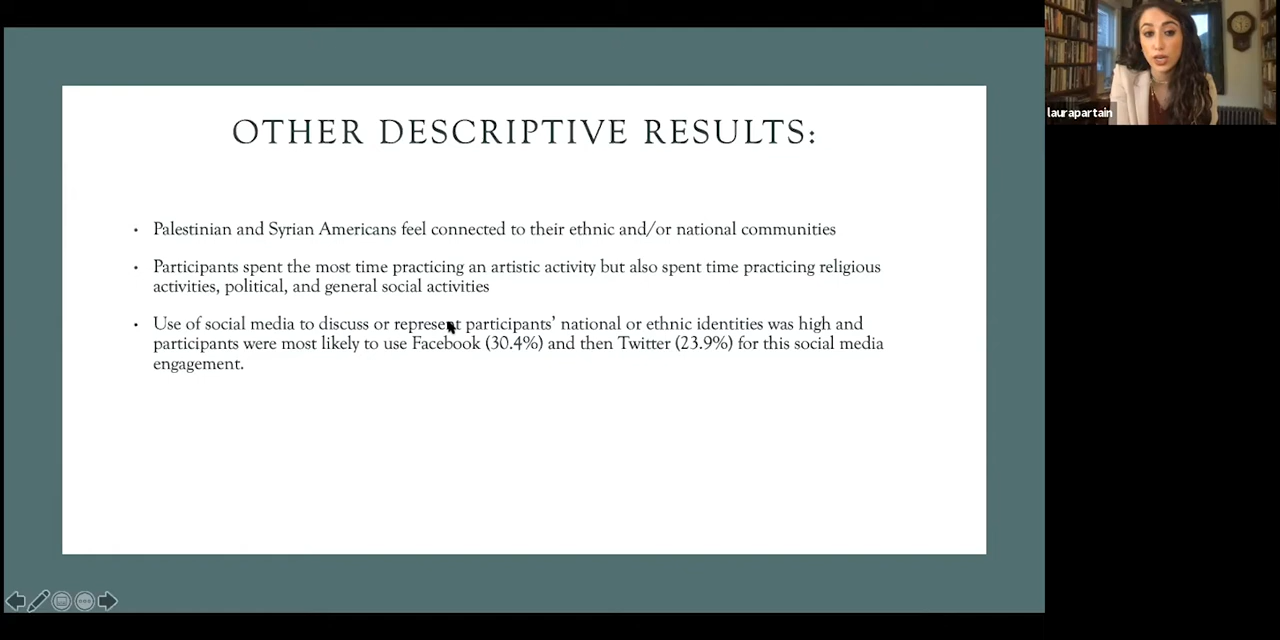 OTHER DESCRIPTIVE RESULTS:
• Palestinian and Syrian Americans feel connected to their ethnic and/or national communities
• Participants spent the most time practicing an artistic activity but also spent time practicing religious
activities, political, and general social activities
• Use of social media to discuss or represent participants’ national or ethnic identities was high and
participants were most likely to use Facebook (30.4%) and then Twitter (23.9%) for this social media
engagement.
laurapartain